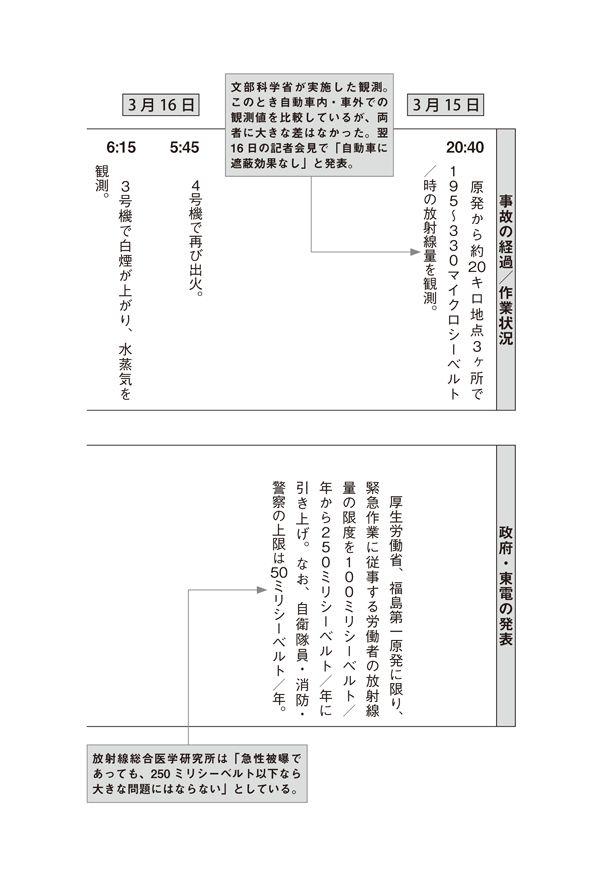 3月15日
事故の経過／作業状況
20:40
原発から約20キロ地点3ヶ所で
195〜330マイクロシーベルト
／時の放射線量を観測。
文部科学省が実施した観測。
このとき自動車内・車外での
観測値を比較しているが、両
者に大きな差はなかった。翌
16日の記者会見で「自動車に
遮蔽効果なし」と発表。
3月16日
5:45
4号機で再び出火。
6:15
3号機で白煙が上がり、水蒸気を
観測。
政府・東電の発表
厚生労働省、福島第一原発に限り、
緊急作業に従事する労働者の放射線
量の限度を100ミリシーベルト／
年から250ミリシーベルト／年に
引き上げ。なお、自衛隊員・消防・
警察の上限は50ミリシーベルト／年。
放射線総合医学研究所は「急性被曝で
あっても、250ミリシーベルト以下なら
大きな問題にはならない」としている。